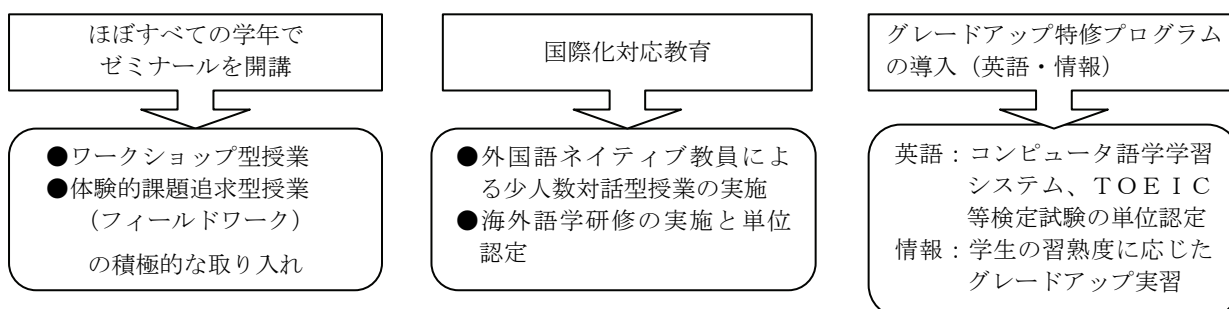 ほぼすべての学年で
ゼミナールを開講
●ワークショップ型授業
●体験的課題追求型授業
（フィールドワーク）
の積極的な取り入れ
国際化対応教育
●外国語ネイティブ教員によ
る少人数対話型授業の実施
●海外語学研修の実施と単位
認定
グレードアップ特修プログラム
の導入（英語・情報）
英語：コンピュータ語学学習
システム、ＴＯＥＩＣ
等検定試験の単位認定
情報：学生の習熟度に応じた
グレードアップ実習